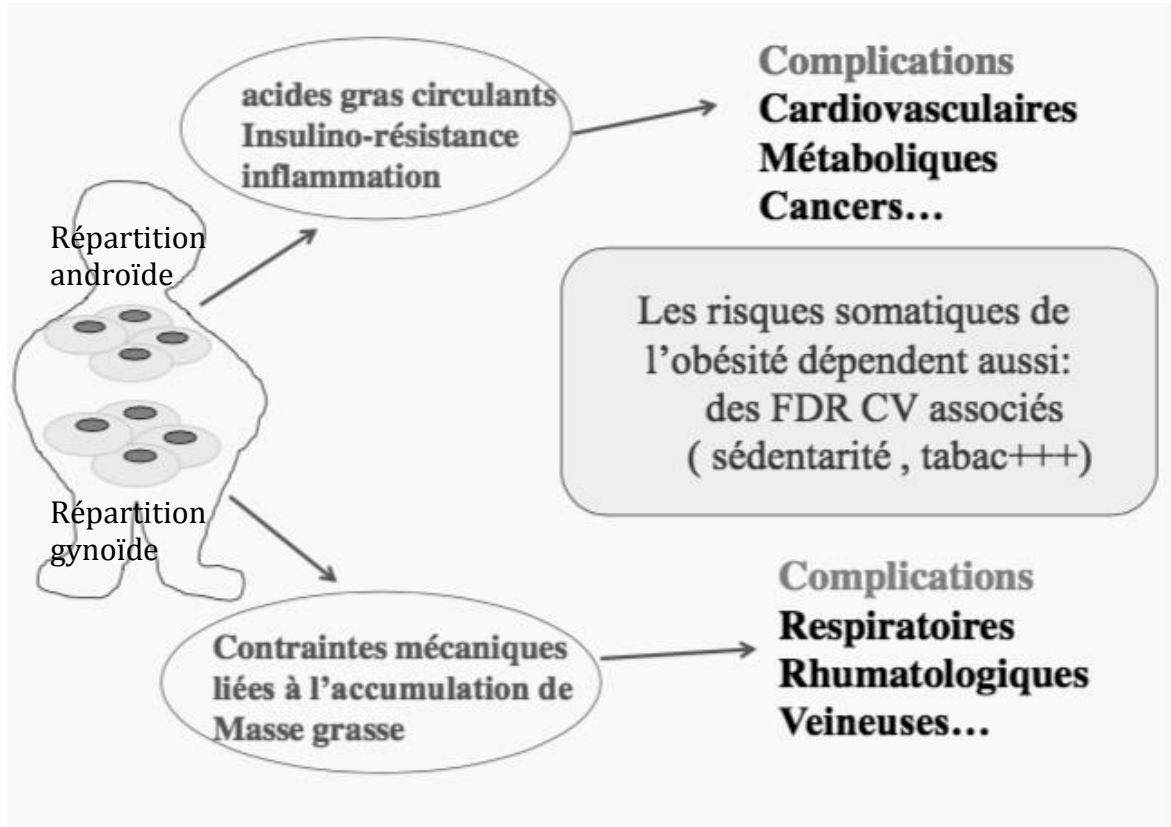 acides gras circulants
Insulino-résistance
inflammation
Complications
Cardiovasculaires
Métaboliques
Cancers...
Répartition
androïde
Les risques somatiques de
l'obésité dépendent aussi:
des FDR CV associés
( sédentarité , tabac+++)
Répartition
gynoïde
Contraintes mécaniques
liées à l'accumulation de
Masse grasse
Complications
Respiratoires
Rhumatologiques
Veineuses...